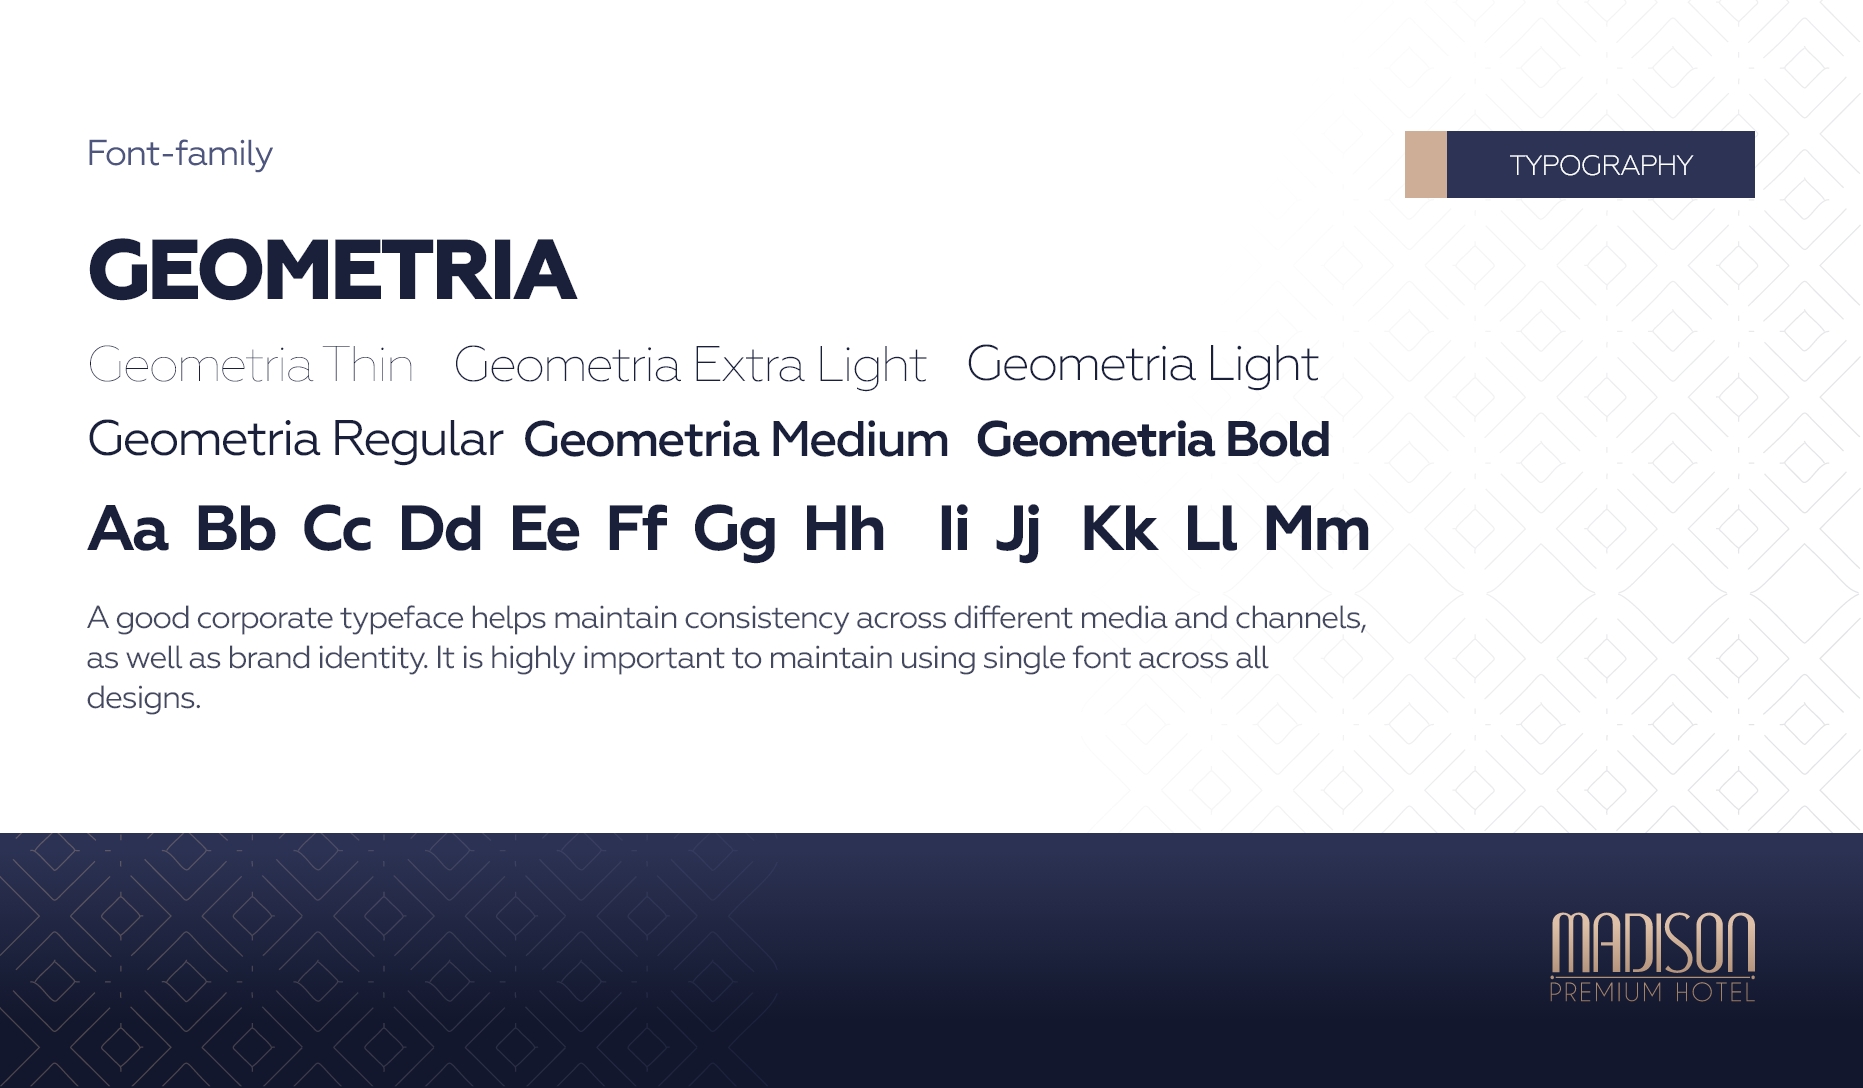 Font-family
TYPOGRAPHY
GEOMETRIA
Geometria Thin Geometria Extra Light Geometria Light
Geometria Regular Geometria Medium Geometria Bold
Aa Bb Cc Dd Ee Ff Gg Hh Ii Jj Kk Ll Mm
A good corporate typeface helps maintain consistency across different media and channels,
as well as brand identity. It is highly important to maintain using single font across all
designs.
MADISON
PREMIUM HOTEL